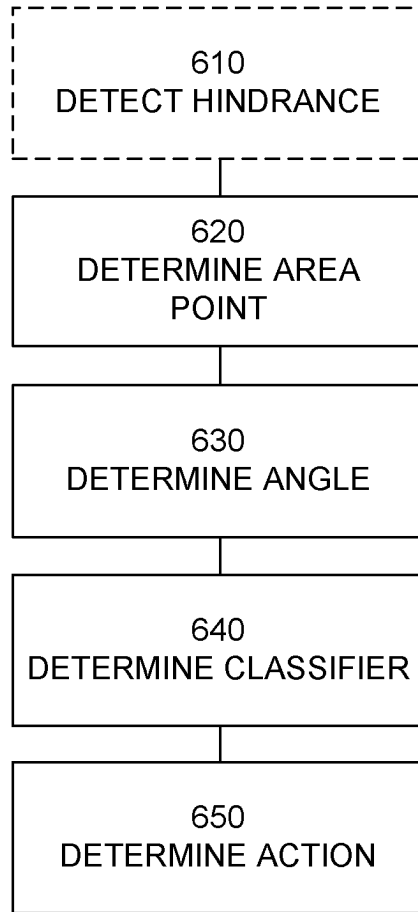 610
DETECT HINDRANCE
620
DETERMINE AREA
POINT
630
DETERMINE ANGLE
640
DETERMINE CLASSIFIER
650
DETERMINE ACTION